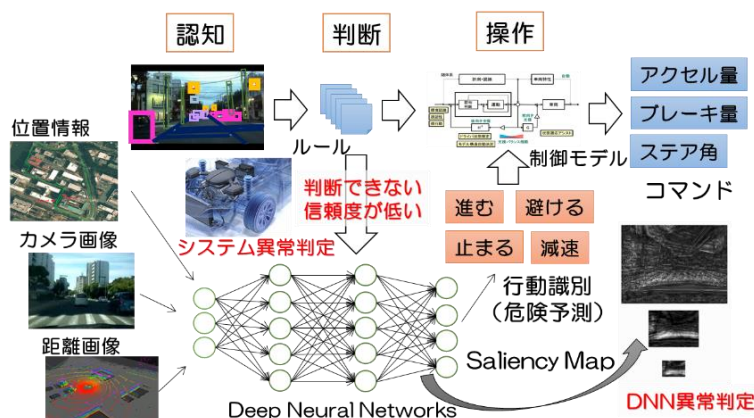 認知
判断
操作
位置情報
ルール
制御モデル
アクセル量
ブレーキ量
ステア角
コマンド
判断できない
信頼度が低い
システム異常判定
カメラ画像
進む
避ける
止まる
減速
行動識別
(危険予測)
距離画像
Saliency Map
DNN異常判定
Deep Neural Networks